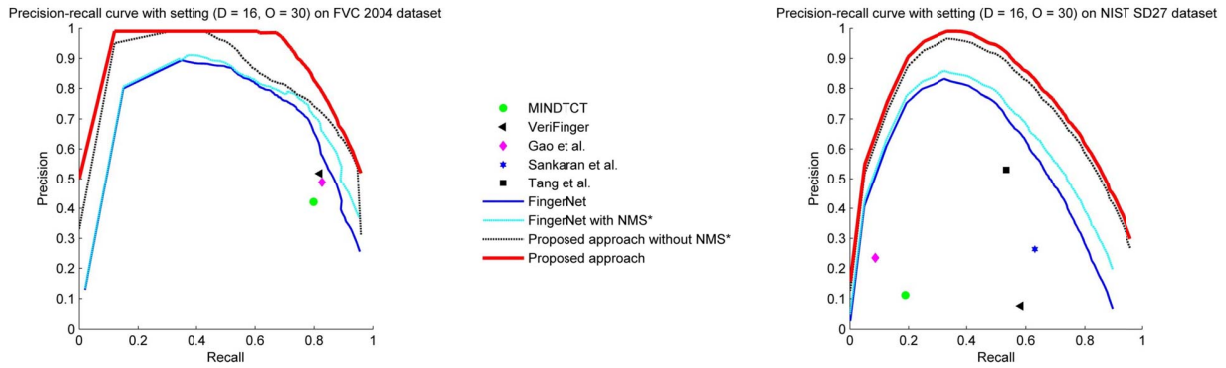 Precision-recall curve with setting (D = 16, O = 30) on FVC 2004 dataset
1
0.9
0.8
0.7
0.6
0.5
0.4
0.3
0.2
0.1
0
Precision
0
0.2
0.4
0.6
0.8
1
Recall
MINDTCT
VeriFinger
Gao et al.
Sankaran et al.
Tang et al.
FingerNet
FingerNet with NMS*
Proposed approach without NMS*
Proposed approach
Precision-recall curve with setting (D = 16, O = 30) on NIST SD27 dataset
1
0.9
0.8
0.7
0.6
0.5
0.4
0.3
0.2
0.1
0
Precision
0
0.2
0.4
0.6
0.8
1
Recall